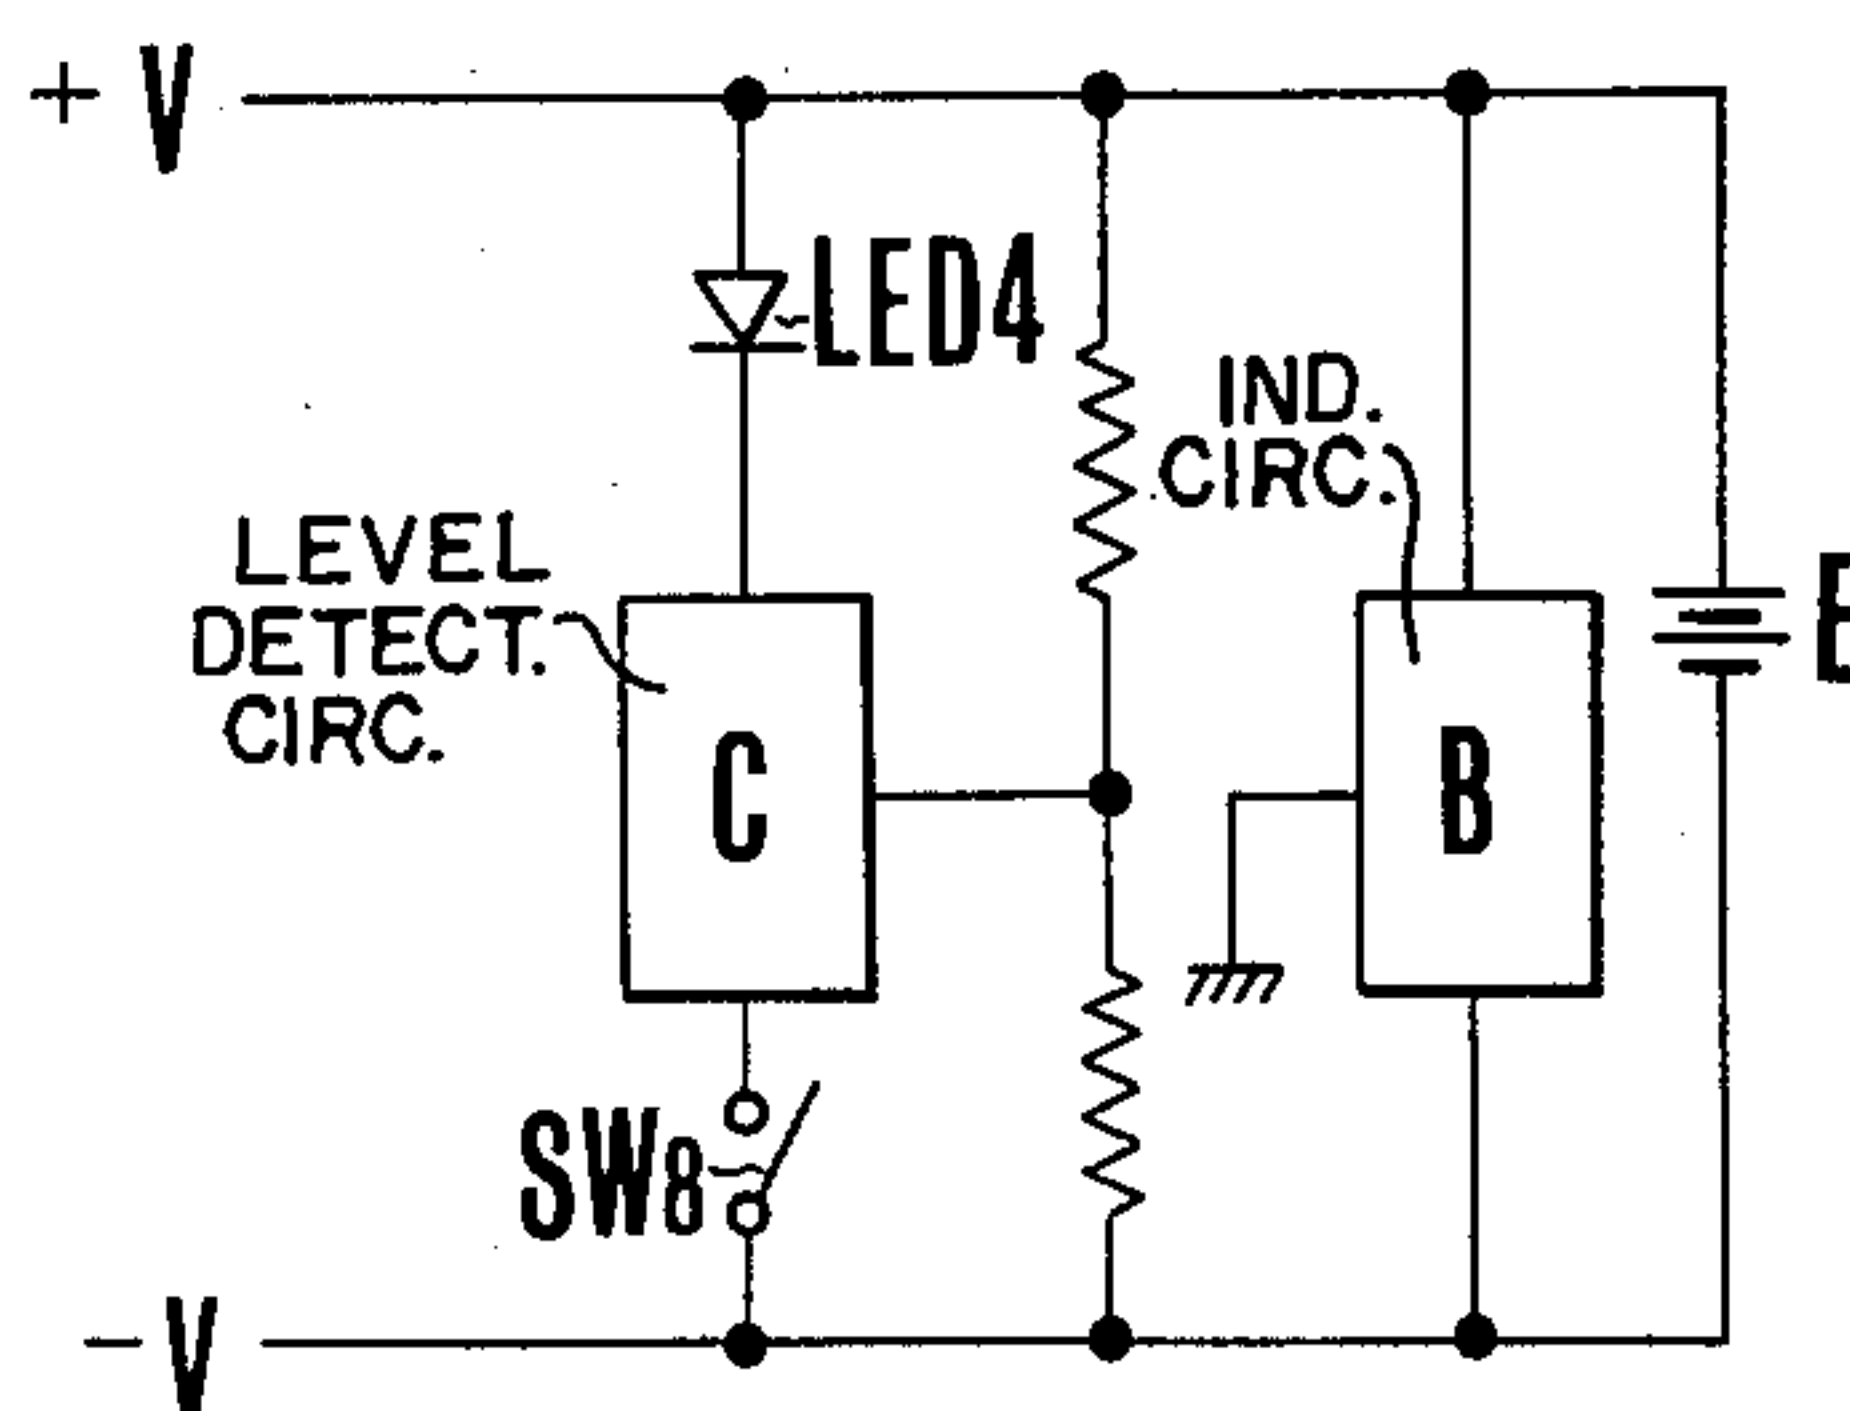 + V
LED4
IND.
CIRC.
LEVEL
DETECT.
CIRC.
C
B
E
SW8
- V